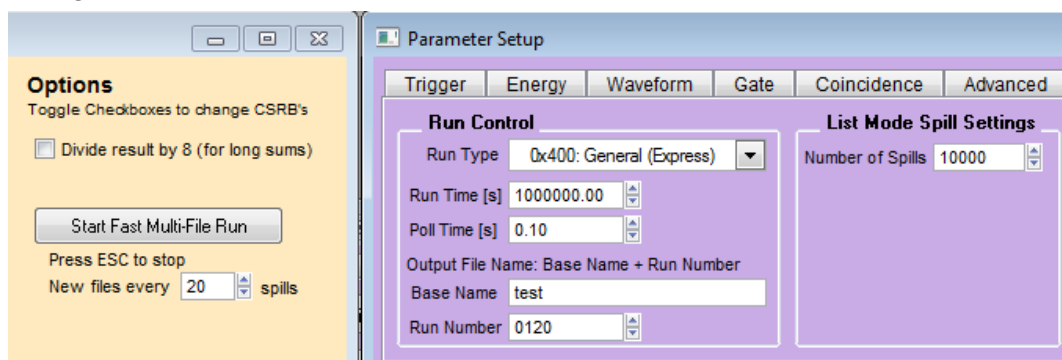 Options
Toggle Checkboxes to change CSRB's
Divide result by 8 (for long sums)
Start Fast Multi-File Run
Press ESC to stop
New files every 20 spills
Parameter Setup
Trigger Energy Waveform Gate Coincidence Advanced
Run Control
Run Type 0x400: General (Express)
Run Time [s] 1000000.00
Poll Time [s] 0.10
Output File Name: Base Name + Run Number
Base Name test
Run Number 0120
List Mode Spill Settings
Number of Spills 10000